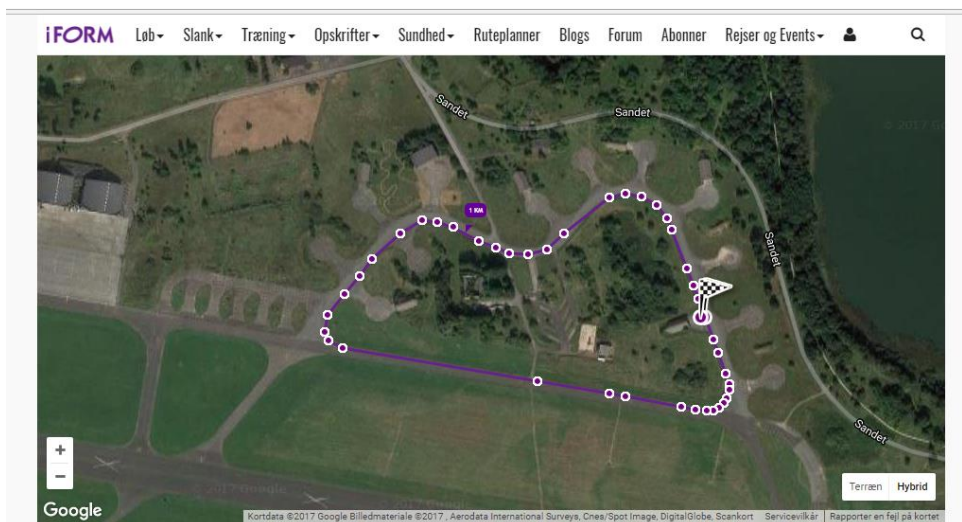 iFORM Løb Slank Træning Opskrifter Sundhed Ruteplanner Blogs Forum Abonner Rejser og Events
Sandet
Sandet
1 KM
Sandet
Sandet
+
−
Terræn Hybrid
Google
Kortdata ©2017 Google Billedmateriale ©2017 , Aerodata International Surveys, Cnes/Spot Image, DigitalGlobe, Scankort Servicevilkår Rapporter en fejl på kortet